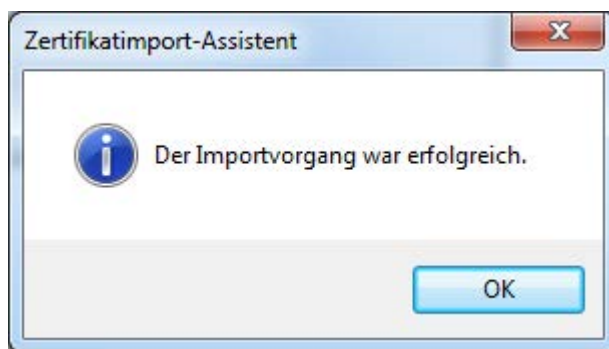 Zertifikatimport-Assistent
Der Importvorgang war erfolgreich.
OK